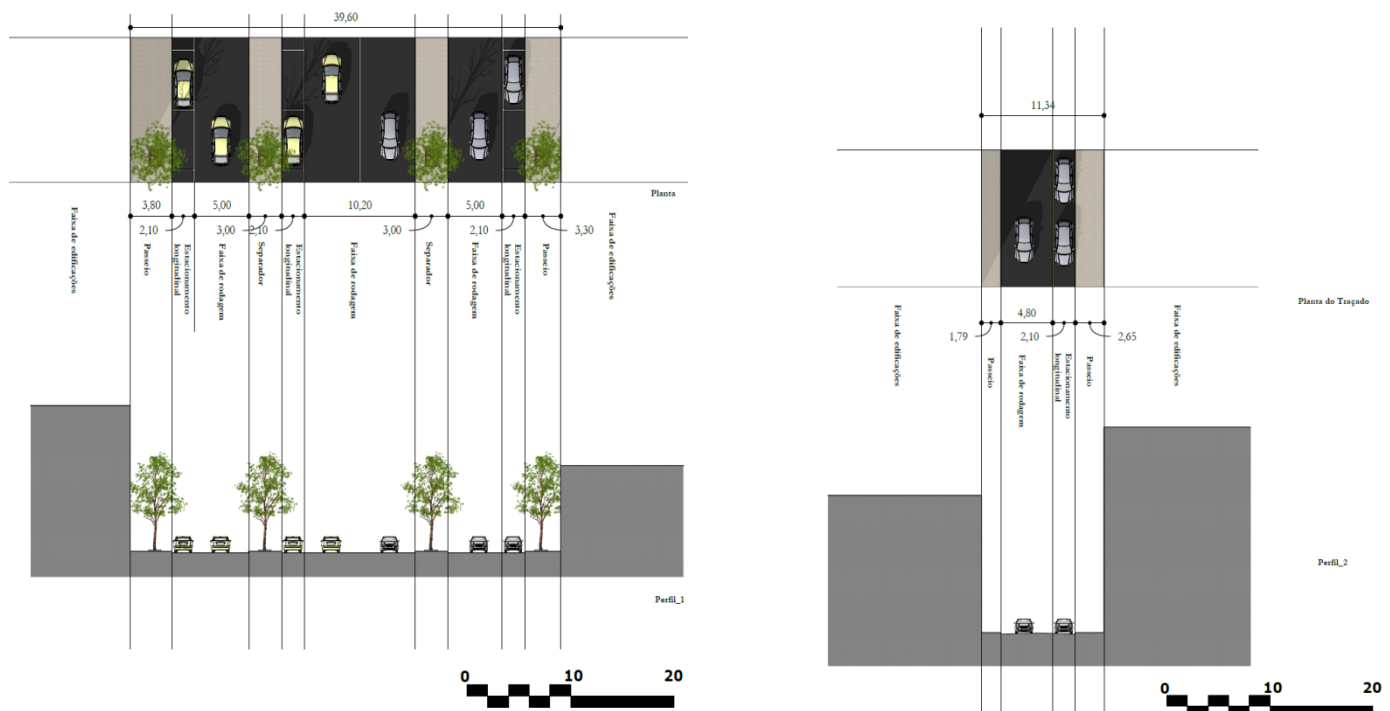 39,60
Planta
3,80
5,00
10,20
5,00
2,10
3,00
2,10
3,00
2,10
3,30
Faixa de edificações
Passeio
Estacionamento
longitudinal
Faixa de rodagem
Separador
Estacionamento
longitudinal
Faixa de rodagem
Separador
Faixa de rodagem
Estacionamento
longitudinal
Passeio
Faixa de edificações
Perfil_1
0
10
20
11,34
Planta do Traçado
4,80
1,79
2,10
2,65
Faixa de edificações
Passeio
Faixa de rodagem
Estacionamento
longitudinal
Passeio
Faixa de edificações
Perfil_2
0
10
20